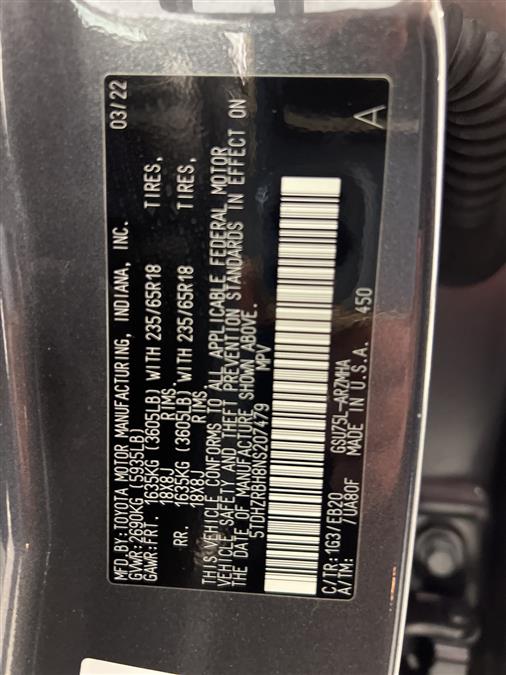 MFD.BY:TOYOTA MOTOR MANUFACTURING, INDIANA, INC. 03/22
GVWR:2690KG (5935LB)
GAWR:FRT. 1635KG (3605LB) WITH 235/65R18 TIRES,
18X8J RIMS,
RR. 1635KG (3605LB) WITH 235/65R18 TIRES,
18X8J RIMS.
THIS VEHICLE CONFORMS TO ALL APPLICABLE FEDERAL MOTOR
VEHICLE SAFETY AND THEFT PREVENTION STANDARDS IN EFFECT ON
THE DATE OF MANUFACTURE SHOWN ABOVE.
5TDHZRBH8NS207479 MPV
C/TR:1G3/EB20 GSU75L-ARZMHA 450
A/TM: /UA80F MADE IN U.S.A. A